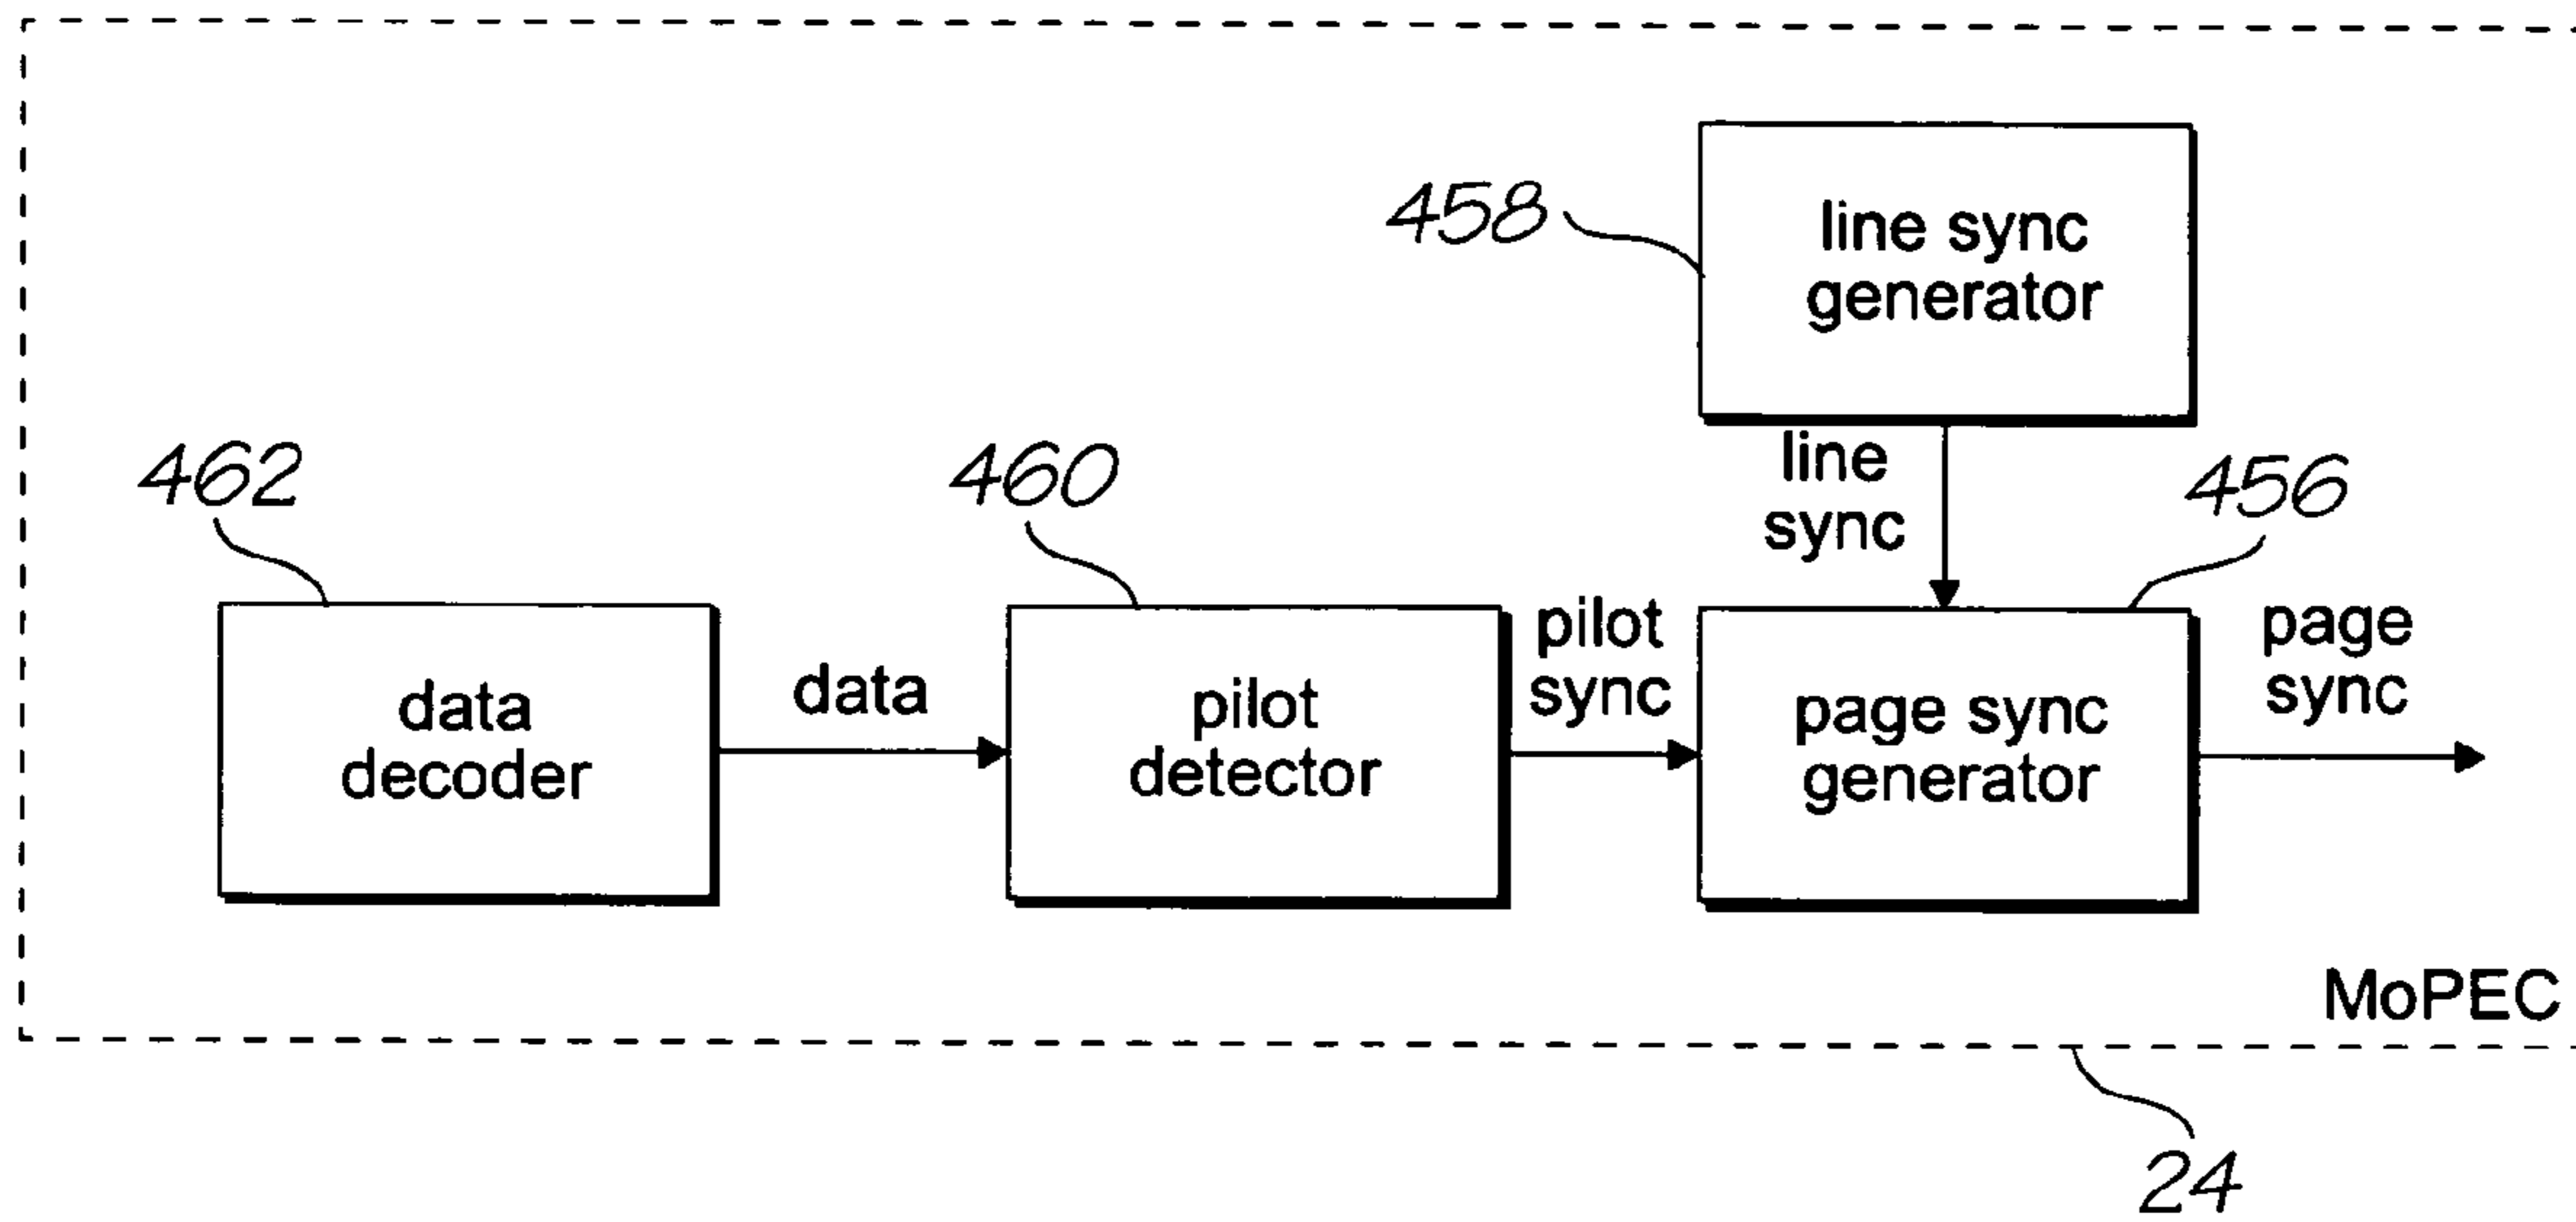 458
line sync
generator
line
sync
462
460
456
data
decoder
data
pilot
detector
pilot
sync
page sync
generator
page
sync
MoPEC
24